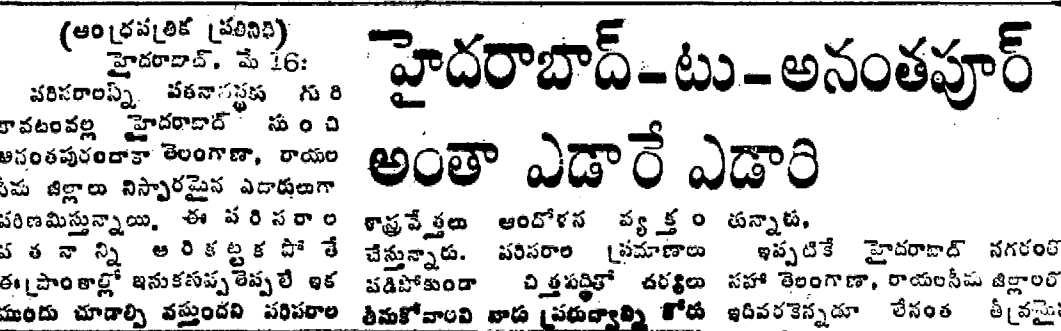 హైదరాబాద్-టు-అనంతపూర్
అంతా ఎడారే ఎడారి
(ఆంధ్రపత్రిక ప్రతినిధి)
హైదరాబాద్, మే 16:
పరిసరాలన్నీ పతనావస్థకు గురి
కావటంవల్ల హైదరాబాద్ నుంచి
అనంతపురందాకా తెలంగాణా, రాయల
సీమ జిల్లాలు విస్తారమైన ఎడారులుగా
పరిణమిస్తున్నాయి. ఈ పరిసరాల
పతనాన్ని అరికట్టకపోతే
ఈ ప్రాంతాల్లో ఇసుకతప్ప తెప్పలే ఇక
ముందు చూడాల్సి వస్తుందని పరిసరాల
శాస్త్రవేత్తలు ఆందోళన వ్యక్తం
చేస్తున్నారు. పరిసరాల ప్రమాణాలు
పడిపోకుండా చిత్తశుద్ధితో చర్యలు
తీసుకోవాలని వారు ప్రభుత్వాన్ని కోరు
తున్నారు.
ఇప్పటికే హైదరాబాద్ నగరంతో
సహా తెలంగాణా, రాయలసీమ జిల్లాలలో
ఇదివరకెన్నడూ లేనంత తీవ్రమై